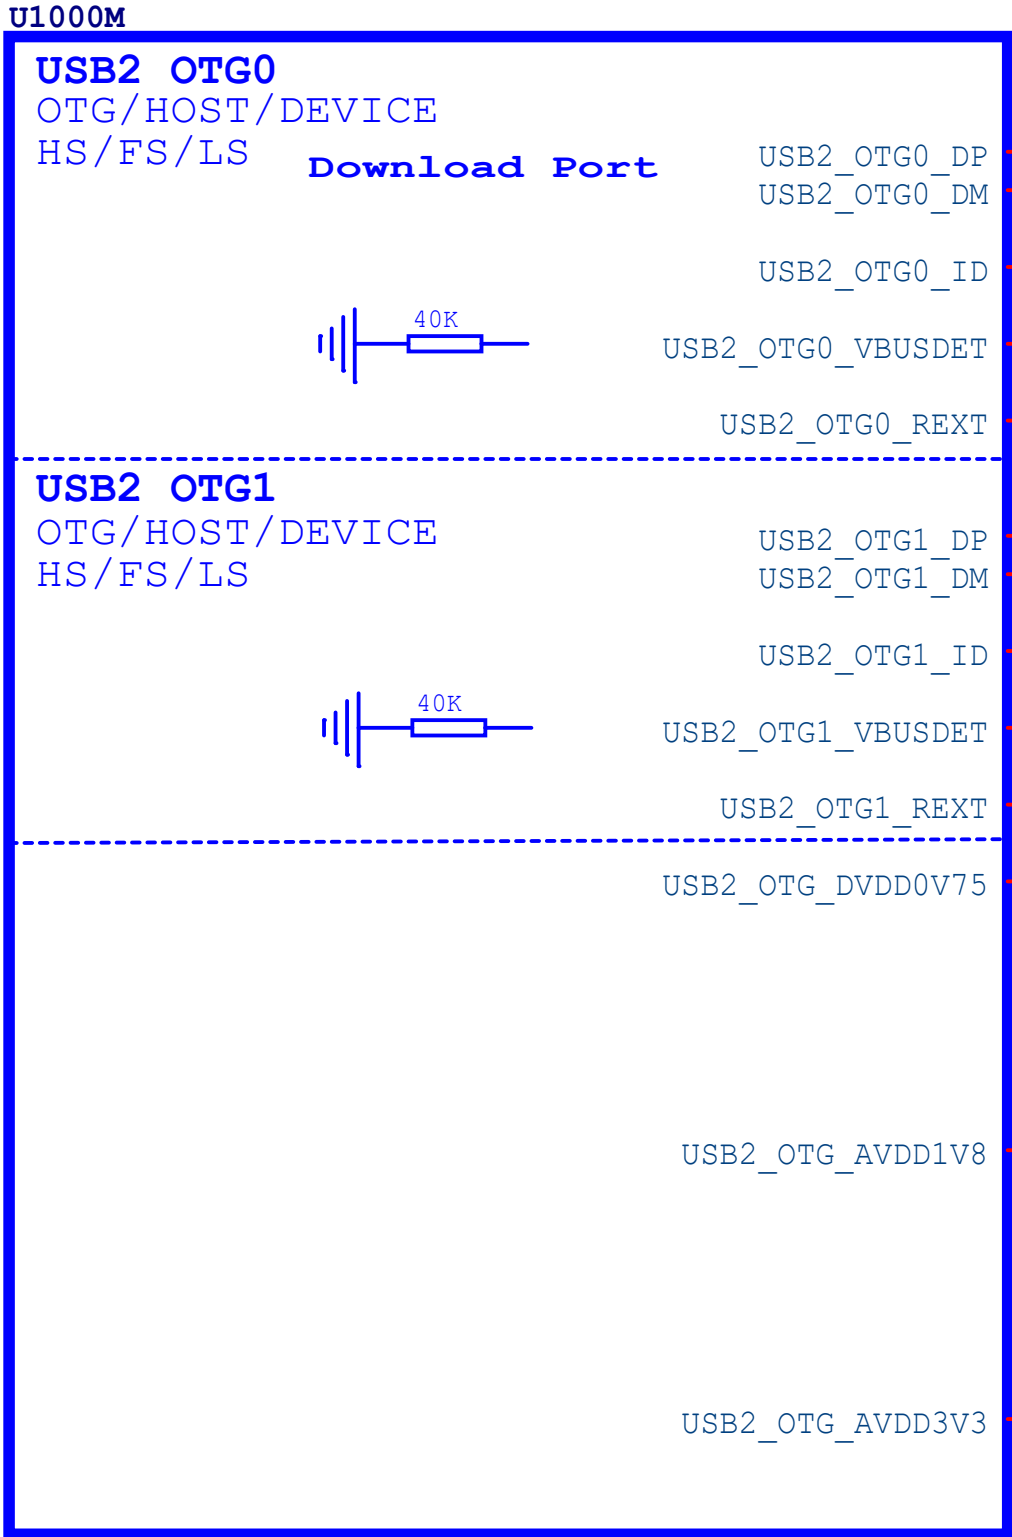 U1000M
USB2 OTG0
OTG/HOST/DEVICE
HS/FS/LS
Download Port
USB2_OTG0_DP
USB2_OTG0_DM
USB2_OTG0_ID
40K
USB2_OTG0_VBUSDET
USB2_OTG0_REXT
USB2 OTG1
OTG/HOST/DEVICE
HS/FS/LS
USB2_OTG1_DP
USB2_OTG1_DM
USB2_OTG1_ID
40K
USB2_OTG1_VBUSDET
USB2_OTG1_REXT
USB2_OTG_DVDD0V75
USB2_OTG_AVDD1V8
USB2_OTG_AVDD3V3